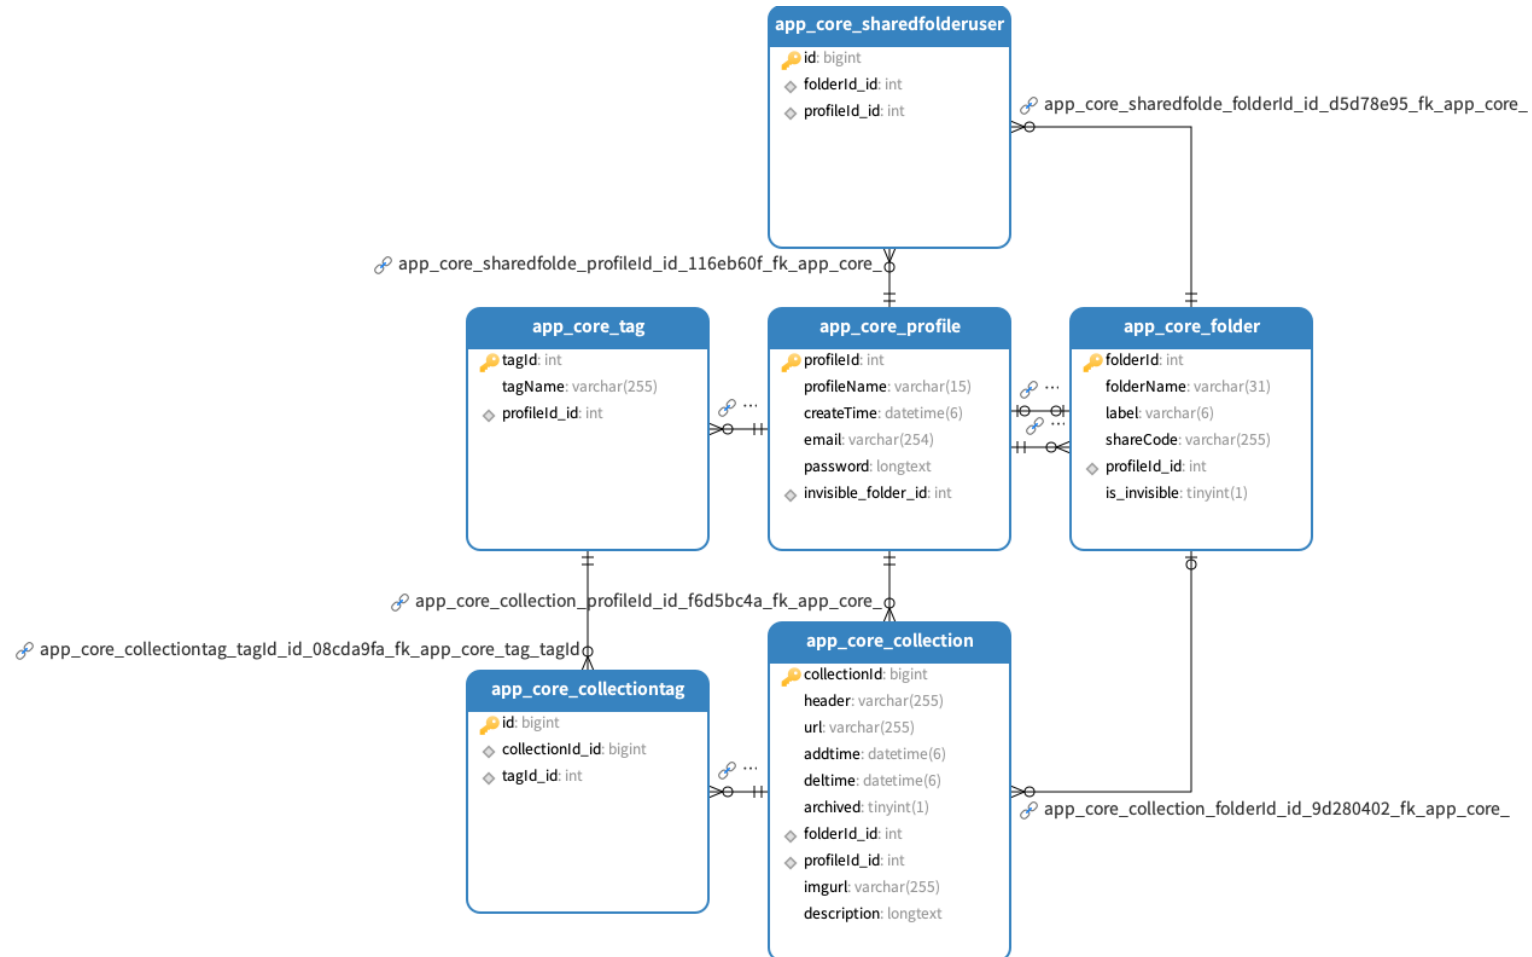 app_core_sharedfolderuser
id: bigint
folderId_id: int
profileId_id: int
app_core_sharedfolde_folderId_id_d5d78e95_fk_app_core_
app_core_sharedfolde_profileId_id_116eb60f_fk_app_core_
app_core_tag
tagId: int
tagName: varchar(255)
profileId_id: int
...
app_core_profile
profileId: int
profileName: varchar(15)
createTime: datetime(6)
email: varchar(254)
password: longtext
invisible_folder_id: int
...
...
app_core_folder
folderId: int
folderName: varchar(31)
label: varchar(6)
shareCode: varchar(255)
profileId_id: int
is_invisible: tinyint(1)
app_core_collection_profileId_id_f6d5bc4a_fk_app_core_
app_core_collectiontag_tagId_id_08cda9fa_fk_app_core_tag_tagId
app_core_collectiontag
id: bigint
collectionId_id: bigint
tagId_id: int
...
app_core_collection
collectionId: bigint
header: varchar(255)
url: varchar(255)
addtime: datetime(6)
deltime: datetime(6)
archived: tinyint(1)
folderId_id: int
profileId_id: int
imgurl: varchar(255)
description: longtext
app_core_collection_folderId_id_9d280402_fk_app_core_